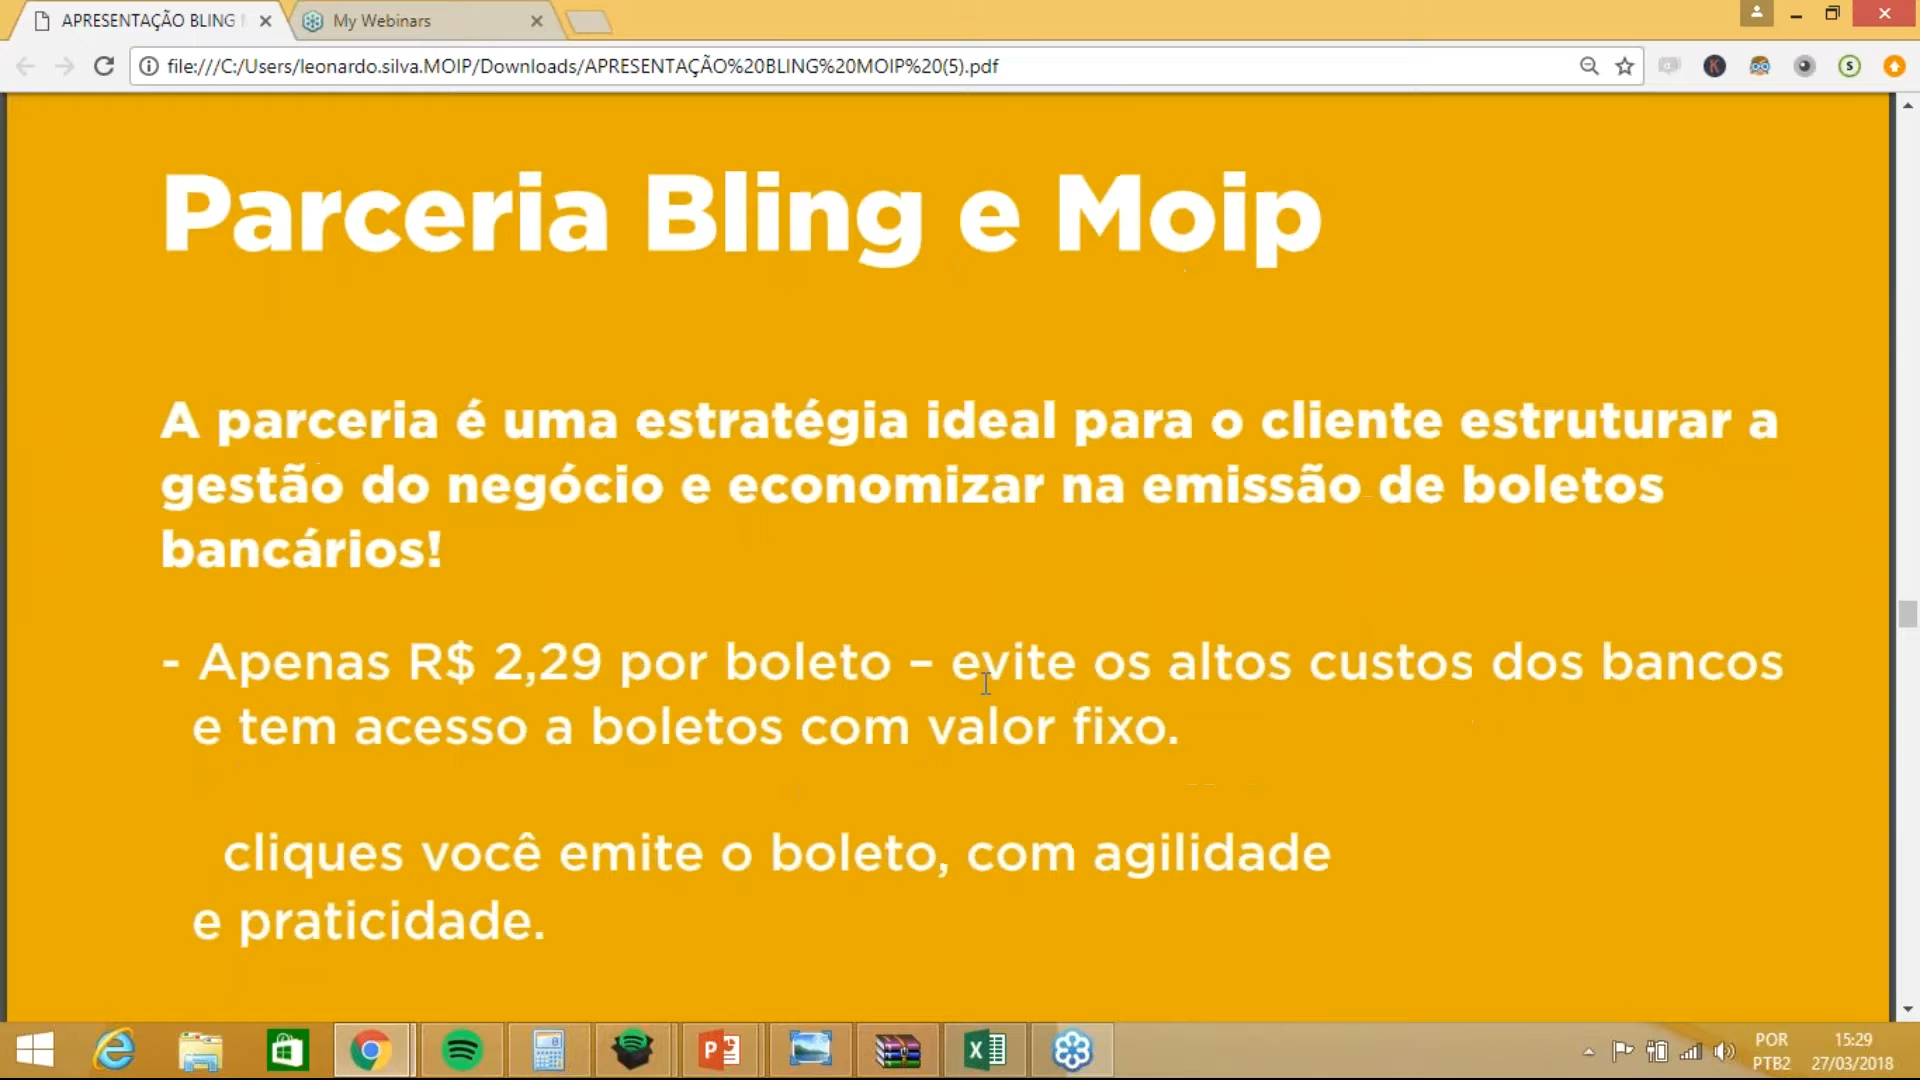 APRESENTAÇÃO BLING
My Webinars
file:///C:/Users/leonardo.silva.MOIP/Downloads/APRESENTAÇÃO%20BLING%20MOIP%20(5).pdf
Parceria Bling e Moip
A parceria é uma estratégia ideal para o cliente estruturar a
gestão do negócio e economizar na emissão de boletos
bancários!
- Apenas R$ 2,29 por boleto – evite os altos custos dos bancos
e tem acesso a boletos com valor fixo.
cliques você emite o boleto, com agilidade
e praticidade.
POR 15:29
PTB2 27/03/2018